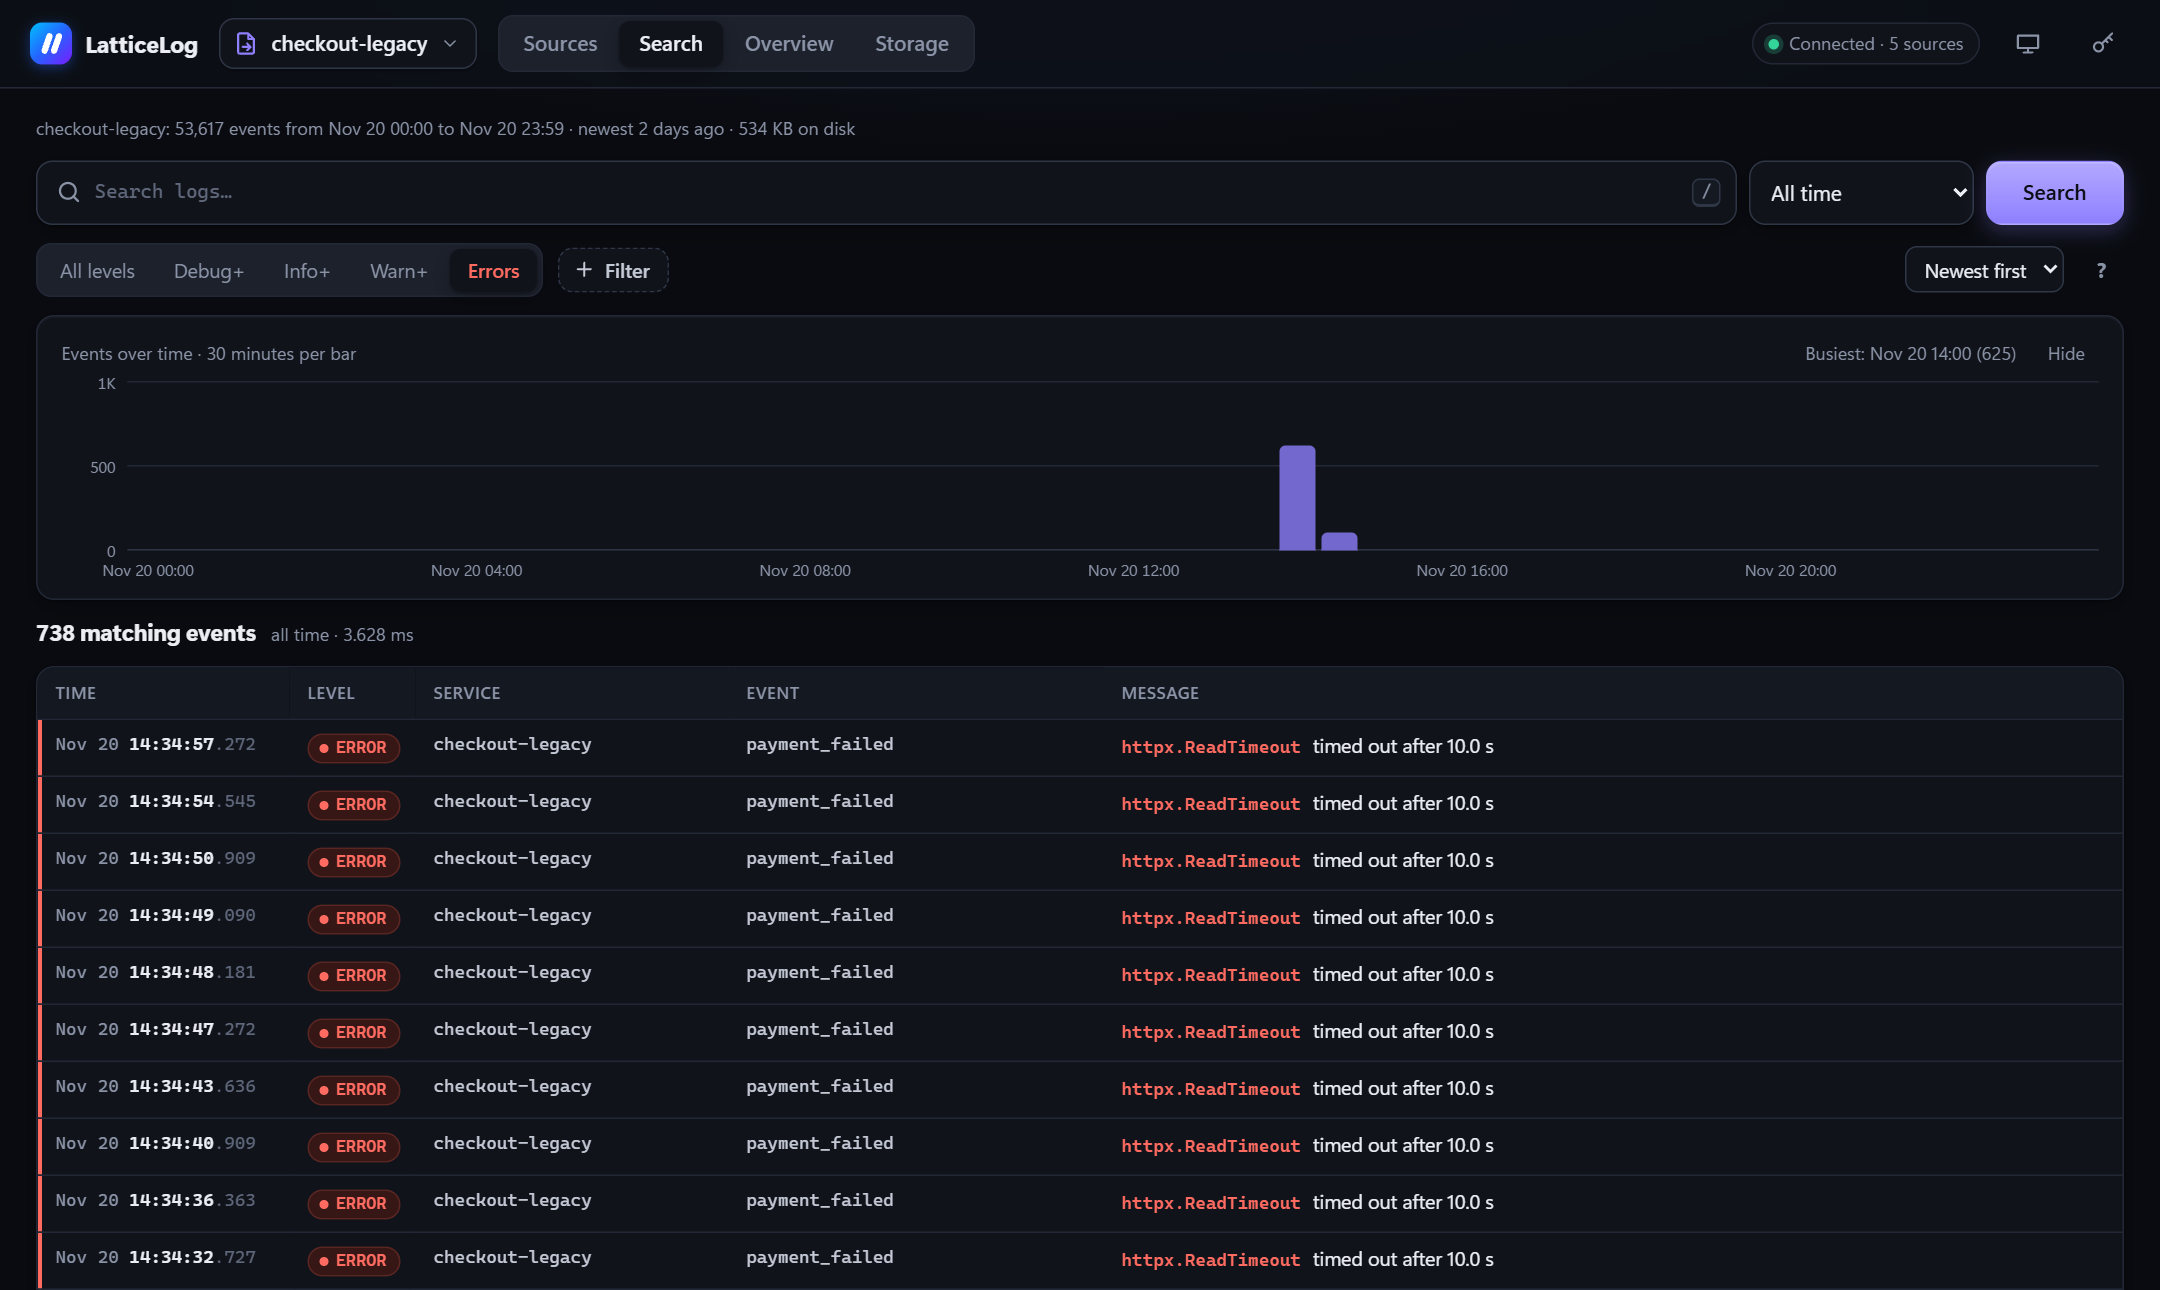 LatticeLog checkout-legacy Sources Search Overview Storage Connected · 5 sources
checkout-legacy: 53,617 events from Nov 20 00:00 to Nov 20 23:59 · newest 2 days ago · 534 KB on disk
Search logs… / All time Search
All levels Debug+ Info+ Warn+ Errors + Filter Newest first ?
Events over time · 30 minutes per bar Busiest: Nov 20 14:00 (625) Hide
1K
500
0
Nov 20 00:00 Nov 20 04:00 Nov 20 08:00 Nov 20 12:00 Nov 20 16:00 Nov 20 20:00
738 matching events all time · 3.628 ms
TIME LEVEL SERVICE EVENT MESSAGE
Nov 20 14:34:57.272 ERROR checkout-legacy payment_failed httpx.ReadTimeout timed out after 10.0 s
Nov 20 14:34:54.545 ERROR checkout-legacy payment_failed httpx.ReadTimeout timed out after 10.0 s
Nov 20 14:34:50.909 ERROR checkout-legacy payment_failed httpx.ReadTimeout timed out after 10.0 s
Nov 20 14:34:49.090 ERROR checkout-legacy payment_failed httpx.ReadTimeout timed out after 10.0 s
Nov 20 14:34:48.181 ERROR checkout-legacy payment_failed httpx.ReadTimeout timed out after 10.0 s
Nov 20 14:34:47.272 ERROR checkout-legacy payment_failed httpx.ReadTimeout timed out after 10.0 s
Nov 20 14:34:43.636 ERROR checkout-legacy payment_failed httpx.ReadTimeout timed out after 10.0 s
Nov 20 14:34:40.909 ERROR checkout-legacy payment_failed httpx.ReadTimeout timed out after 10.0 s
Nov 20 14:34:36.363 ERROR checkout-legacy payment_failed httpx.ReadTimeout timed out after 10.0 s
Nov 20 14:34:32.727 ERROR checkout-legacy payment_failed httpx.ReadTimeout timed out after 10.0 s